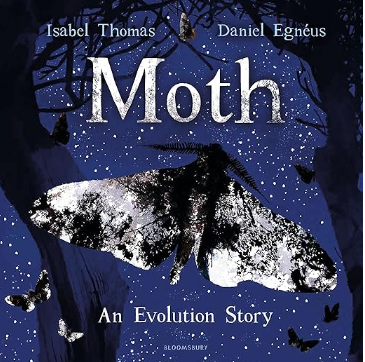 Isabel Thomas Daniel Egnéus
Moth
An Evolution Story
BLOOMSBURY